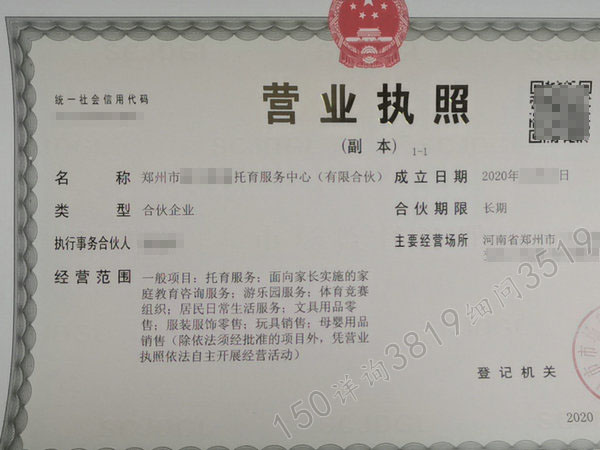 统一社会信用代码
营业执照
(副 本) 1-1
名 称 郑州市 托育服务中心（有限合伙）
成立日期 2020年 日
类 型 合伙企业
合伙期限 长期
执行事务合伙人
主要经营场所 河南省郑州市
经营范围 一般项目：托育服务；面向家长实施的家
庭教育咨询服务；游乐园服务；体育竞赛
组织；居民日常生活服务；文具用品零
售；服装服饰零售；玩具销售；母婴用品
销售（除依法须经批准的项目外，凭营业
执照依法自主开展经营活动）
登记机关
2020
150详询3819细问3519